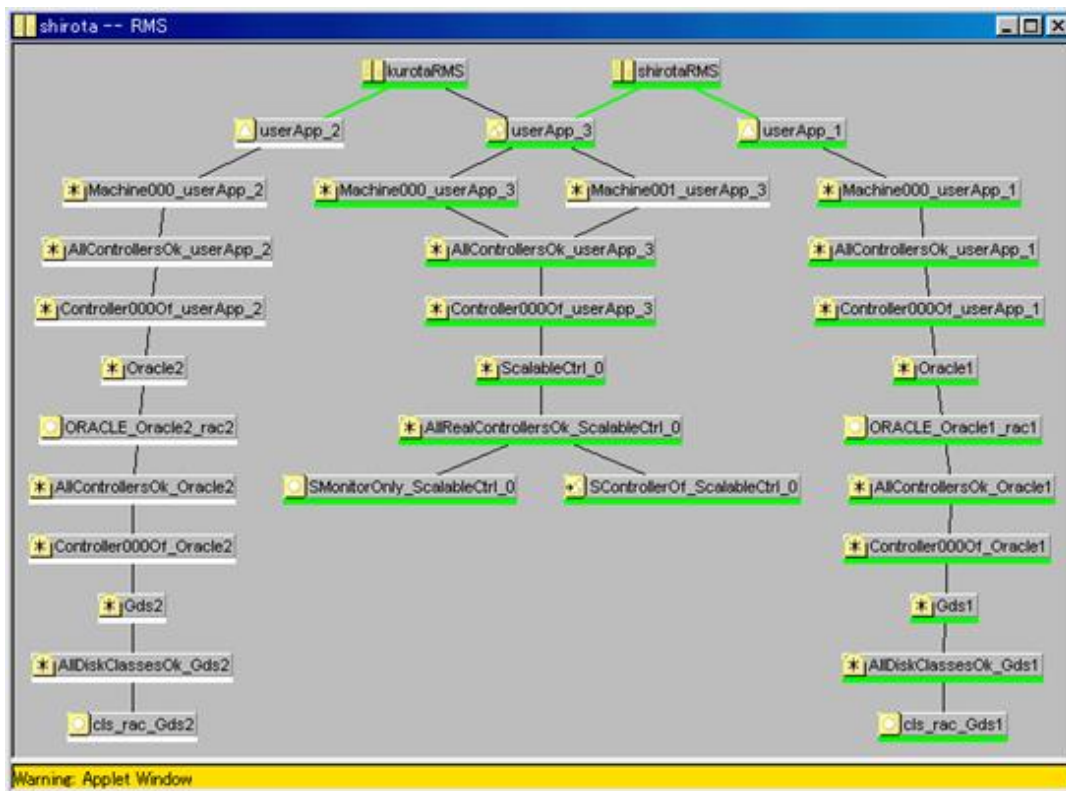 shirota -- RMS
kurotaRMS
shirotaRMS
userApp_2
userApp_3
userApp_1
Machine000_userApp_2
Machine000_userApp_3
Machine001_userApp_3
Machine000_userApp_1
AllControllersOk_userApp_2
AllControllersOk_userApp_3
AllControllersOk_userApp_1
Controller000Of_userApp_2
Controller000Of_userApp_3
Controller000Of_userApp_1
Oracle2
ScalableCtrl_0
Oracle1
ORACLE_Oracle2_rac2
AllRealControllersOk_ScalableCtrl_0
ORACLE_Oracle1_rac1
AllControllersOk_Oracle2
SMonitorOnly_ScalableCtrl_0
SControllerOf_ScalableCtrl_0
AllControllersOk_Oracle1
Controller000Of_Oracle2
Controller000Of_Oracle1
Gds2
Gds1
AllDiskClassesOk_Gds2
AllDiskClassesOk_Gds1
cls_rac_Gds2
cls_rac_Gds1
Warning: Applet Window